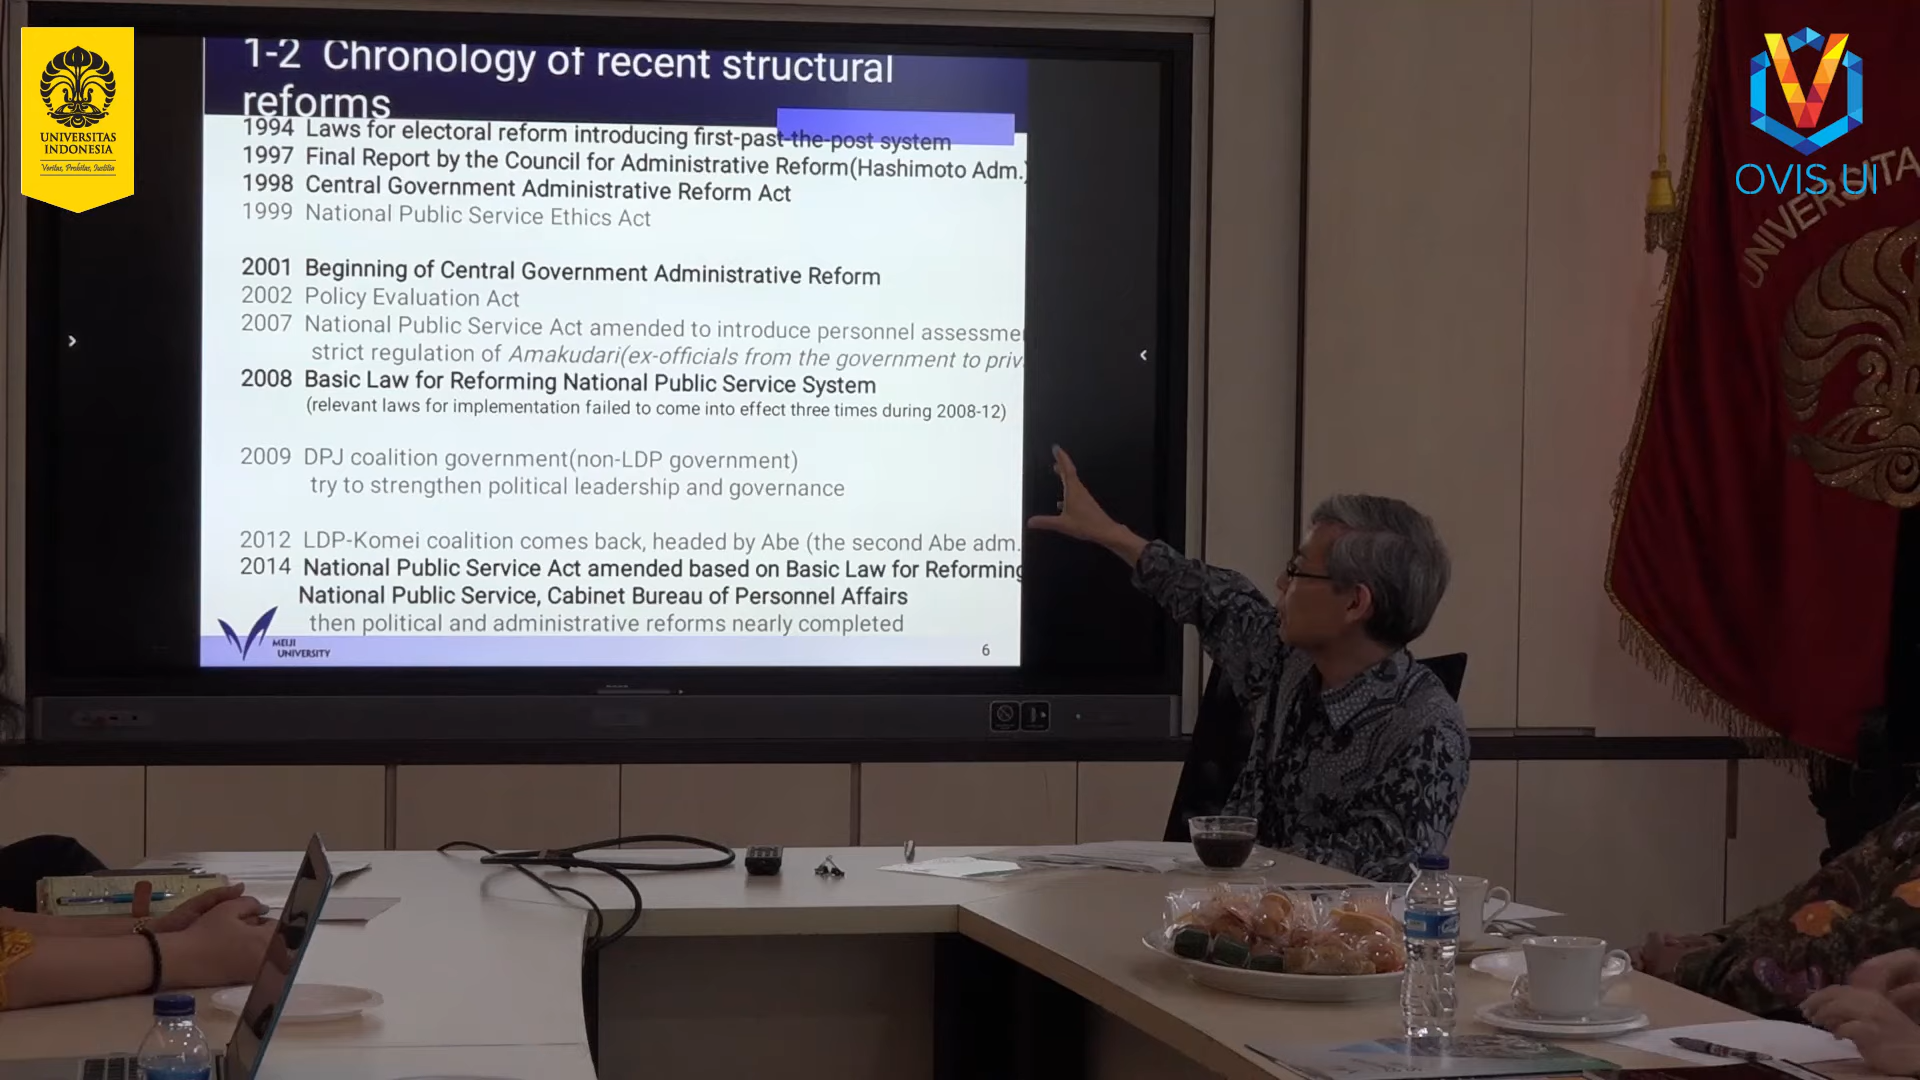 UNIVERSITAS
INDONESIA
Veritas, Probitas, Iustitia
1-2 Chronology of recent structural
reforms
1994 Laws for electoral reform introducing first-past-the-post system
1997 Final Report by the Council for Administrative Reform(Hashimoto Adm.)
1998 Central Government Administrative Reform Act
1999 National Public Service Ethics Act
2001 Beginning of Central Government Administrative Reform
2002 Policy Evaluation Act
2007 National Public Service Act amended to introduce personnel assessme
strict regulation of Amakudari(ex-officials from the government to priv
2008 Basic Law for Reforming National Public Service System
(relevant laws for implementation failed to come into effect three times during 2008-12)
2009 DPJ coalition government(non-LDP government)
try to strengthen political leadership and governance
2012 LDP-Komei coalition comes back, headed by Abe (the second Abe adm.
2014 National Public Service Act amended based on Basic Law for Reforming
National Public Service, Cabinet Bureau of Personnel Affairs
then political and administrative reforms nearly completed
MEIJI
UNIVERSITY
6
OVIS UI
UNIVERSITA